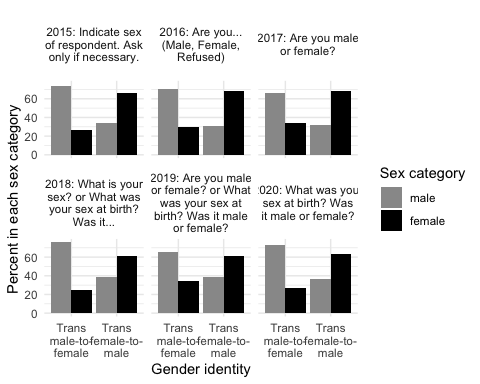 2015: Indicate sex
of respondent. Ask
only if necessary.
2016: Are you...
(Male, Female,
Refused)
2017: Are you male
or female?
60
40
20
0
2018: What is your
sex? or What was
your sex at birth?
Was it...
2019: Are you male
or female? or What
was your sex at
birth? Was it male
or female?
2020: What was you
sex at birth? Was
it male or female?
60
40
20
0
Trans
male-to-
female
Trans
female-to-
male
Trans
male-to-
female
Trans
female-to-
male
Trans
male-to-
female
Trans
female-to-
male
Gender identity
Percent in each sex category
Sex category
male
female